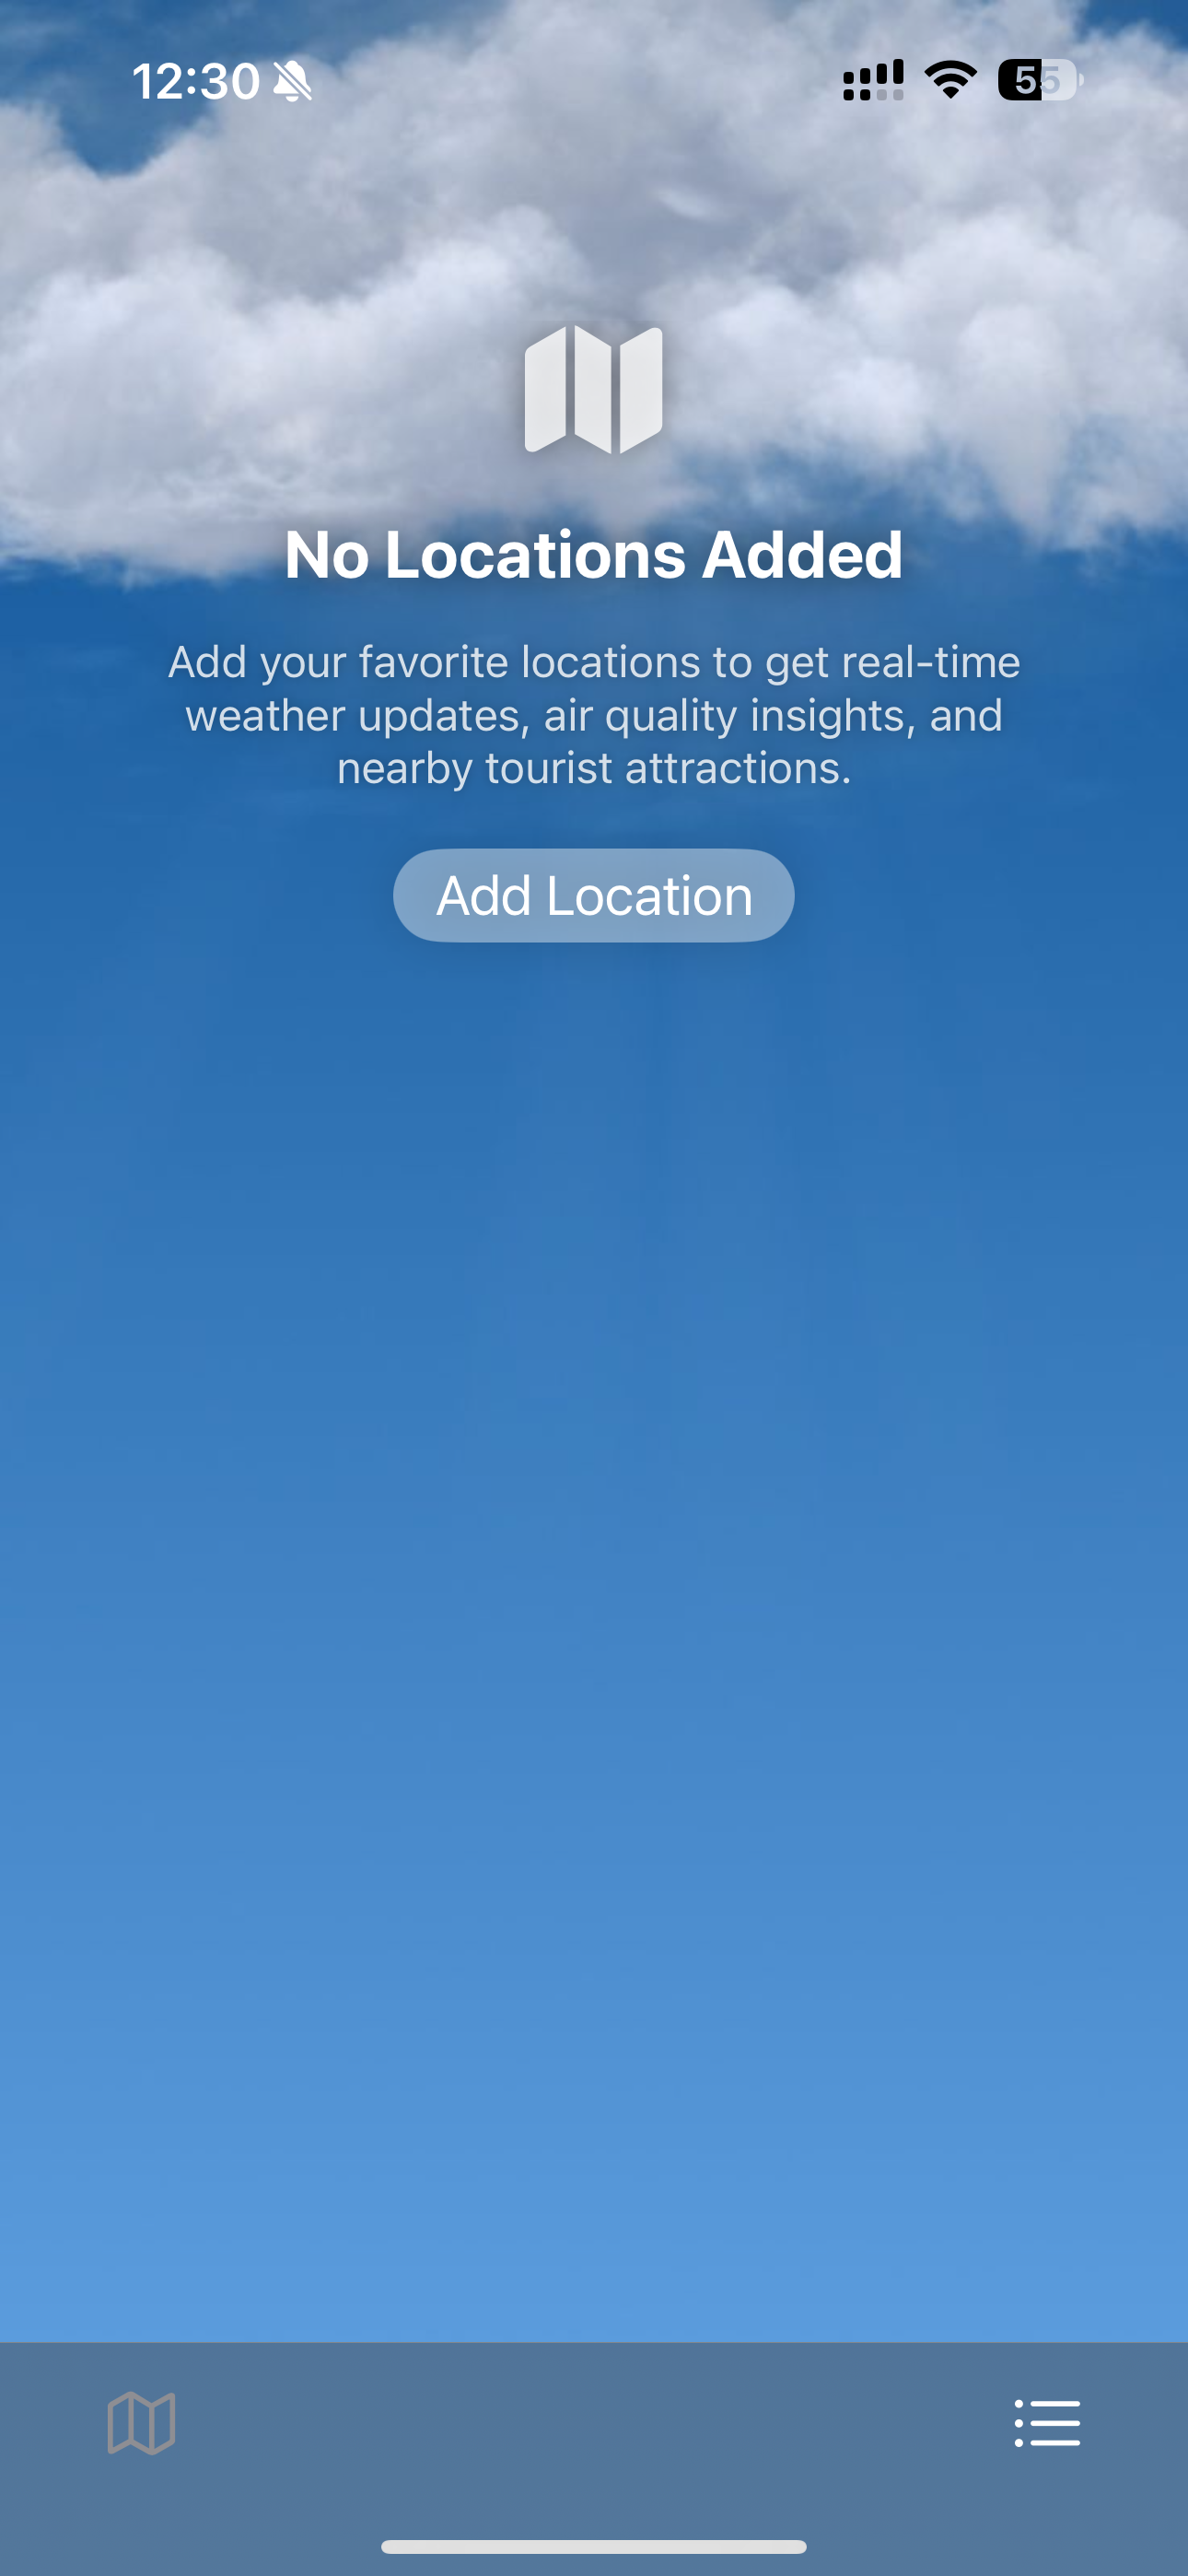 12:30
55
No Locations Added
Add your favorite locations to get real-time
weather updates, air quality insights, and
nearby tourist attractions.
Add Location